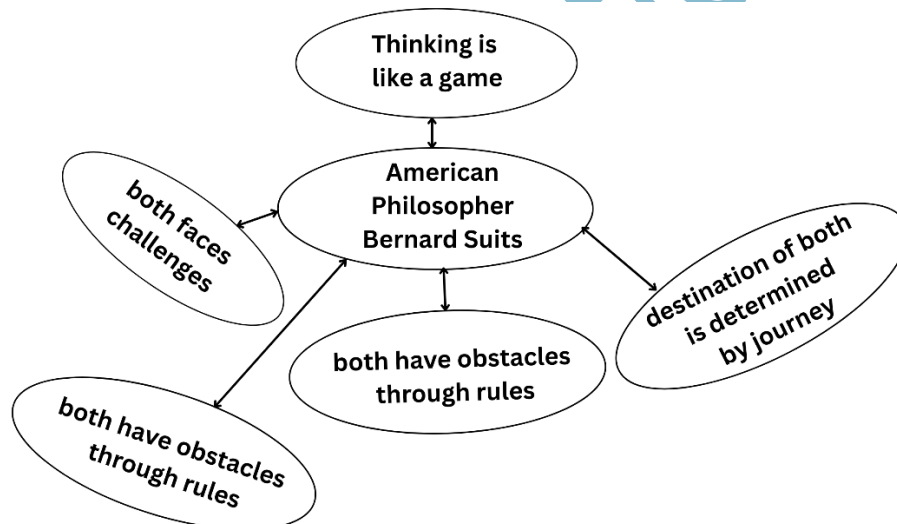 Thinking is
like a game
American
Philosopher
Bernard Suits
both faces
challenges
destination of both
is determined
by journey
both have obstacles
through rules
both have obstacles
through rules